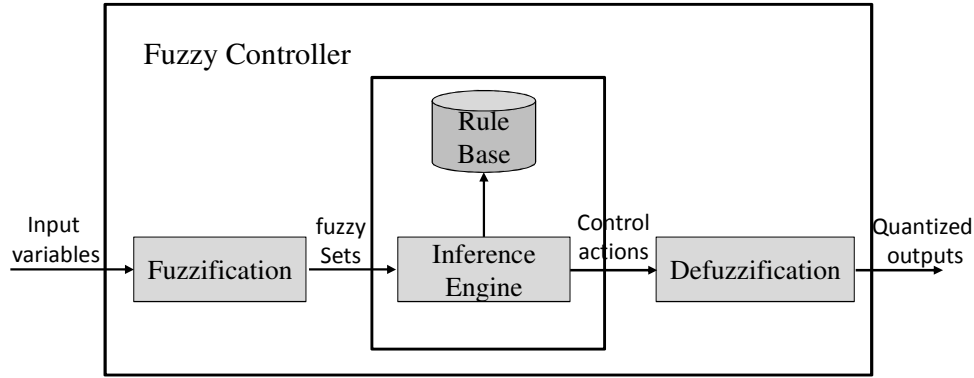 Fuzzy Controller
Rule
Base
Input
variables
Fuzzification
fuzzy
Sets
Inference
Engine
Control
actions
Defuzzification
Quantized
outputs